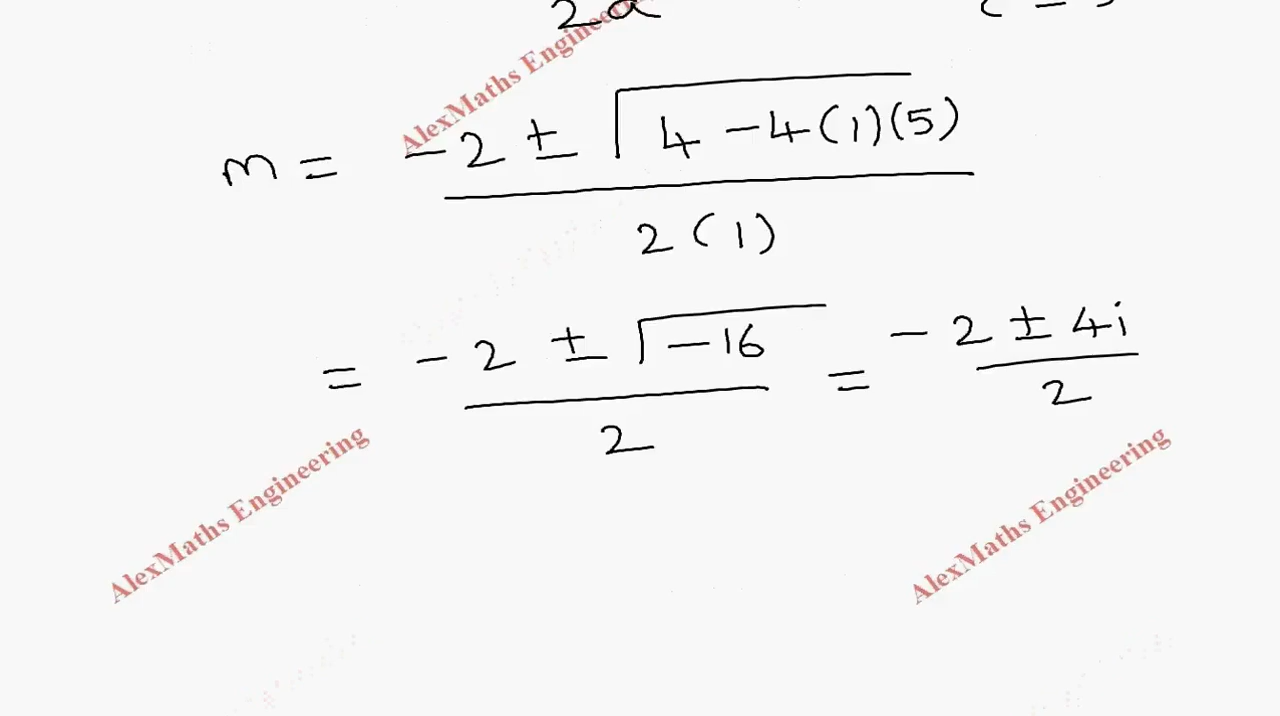 2a
m = -2 ± √4 - 4(1)(5)
2(1)
= -2 ± √-16 = -2 ± 4i
2 2
AlexMaths Engineering
AlexMaths Engineering
AlexMaths Engineering